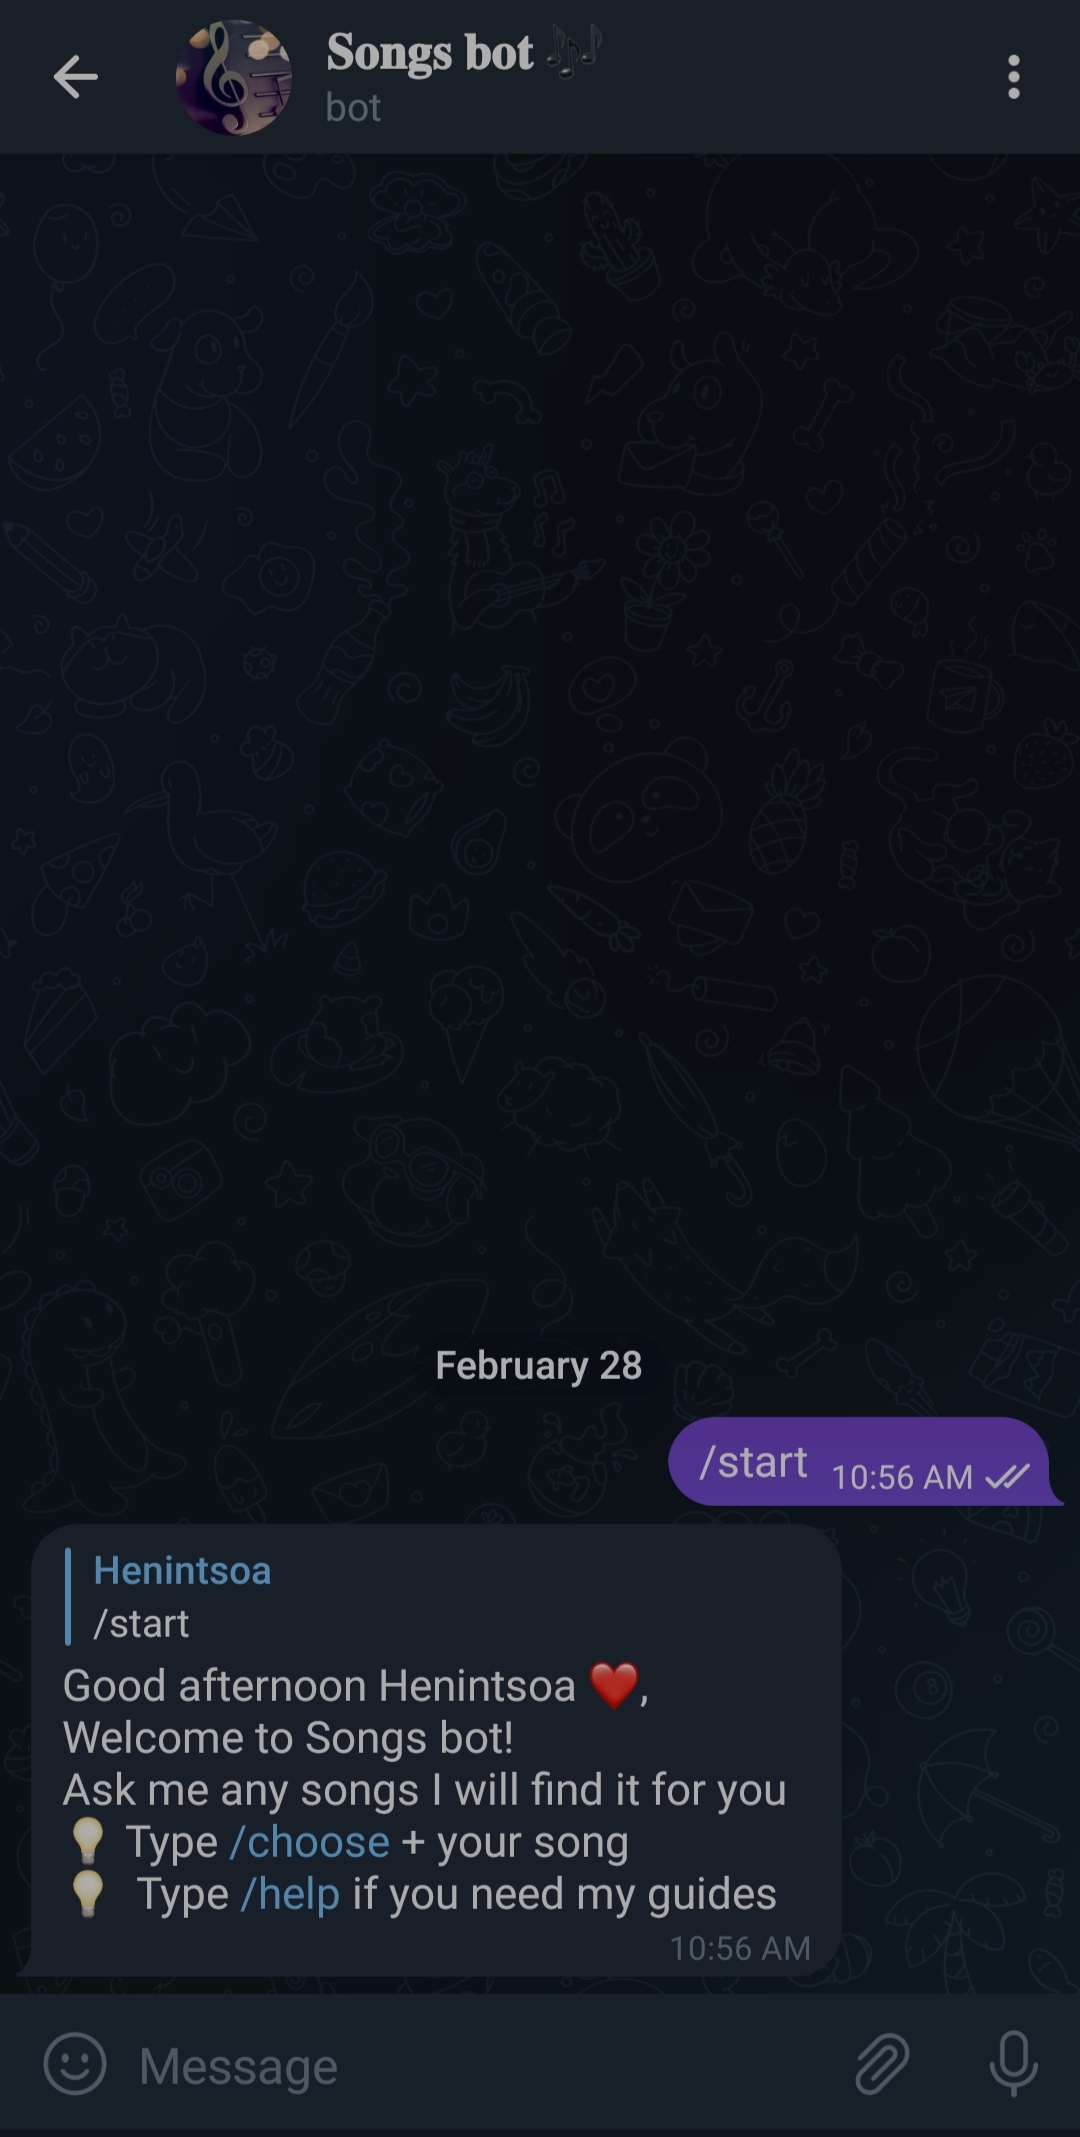 Songs bot 🎶
bot
February 28
/start 10:56 AM
Henintsoa
/start
Good afternoon Henintsoa ❤️,
Welcome to Songs bot!
Ask me any songs I will find it for you
💡 Type /choose + your song
💡 Type /help if you need my guides
10:56 AM
Message